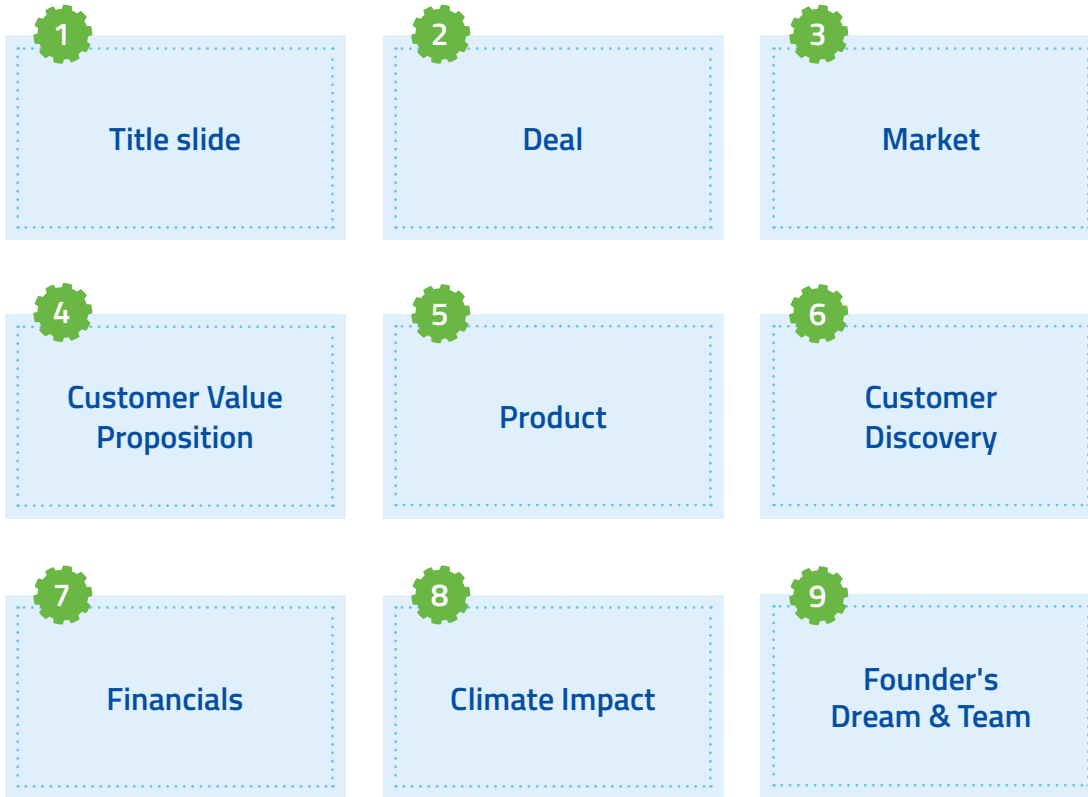 1
Title slide
2
Deal
3
Market
4
Customer Value
Proposition
5
Product
6
Customer
Discovery
7
Financials
8
Climate Impact
9
Founder's
Dream & Team